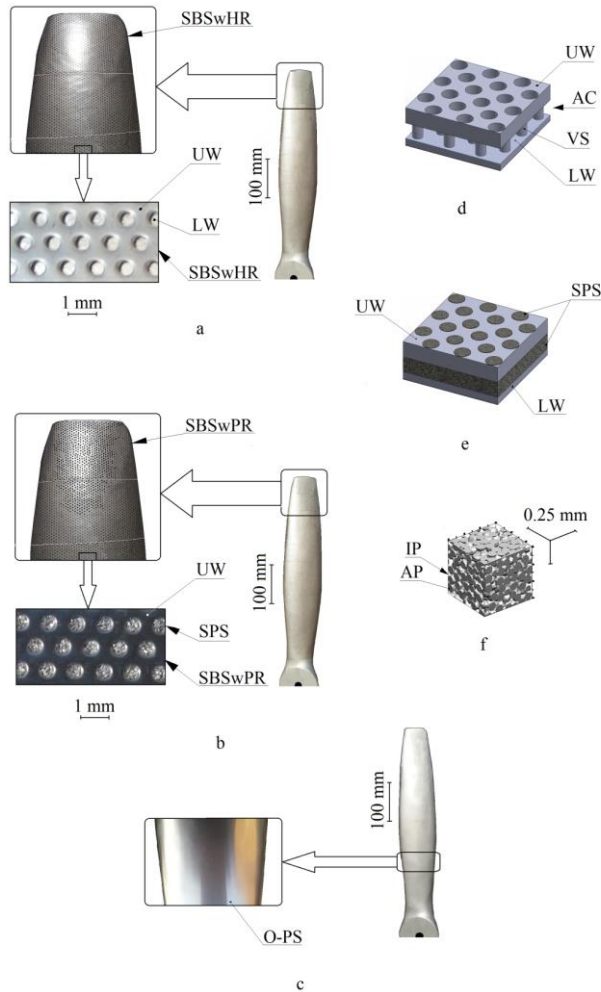 SBSwHR
100 mm
UW
LW
SBSwHR
1 mm
a
UW
AC
VS
LW
d
SPS
UW
LW
e
SBSwPR
100 mm
UW
SPS
SBSwPR
1 mm
b
0.25 mm
IP
AP
f
100 mm
O-PS
c